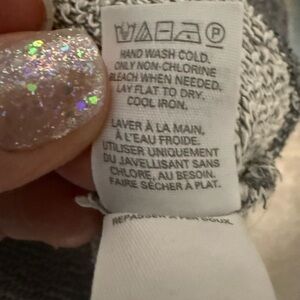 P
HAND WASH COLD.
ONLY NON-CHLORINE
BLEACH WHEN NEEDED.
LAY FLAT TO DRY.
COOL IRON.
LAVER À LA MAIN,
À L'EAU FROIDE.
UTILISER UNIQUEMENT
DU JAVELLISANT SANS
CHLORE, AU BESOIN.
FAIRE SÉCHER À PLAT.
REPASSER À FER DOUX.